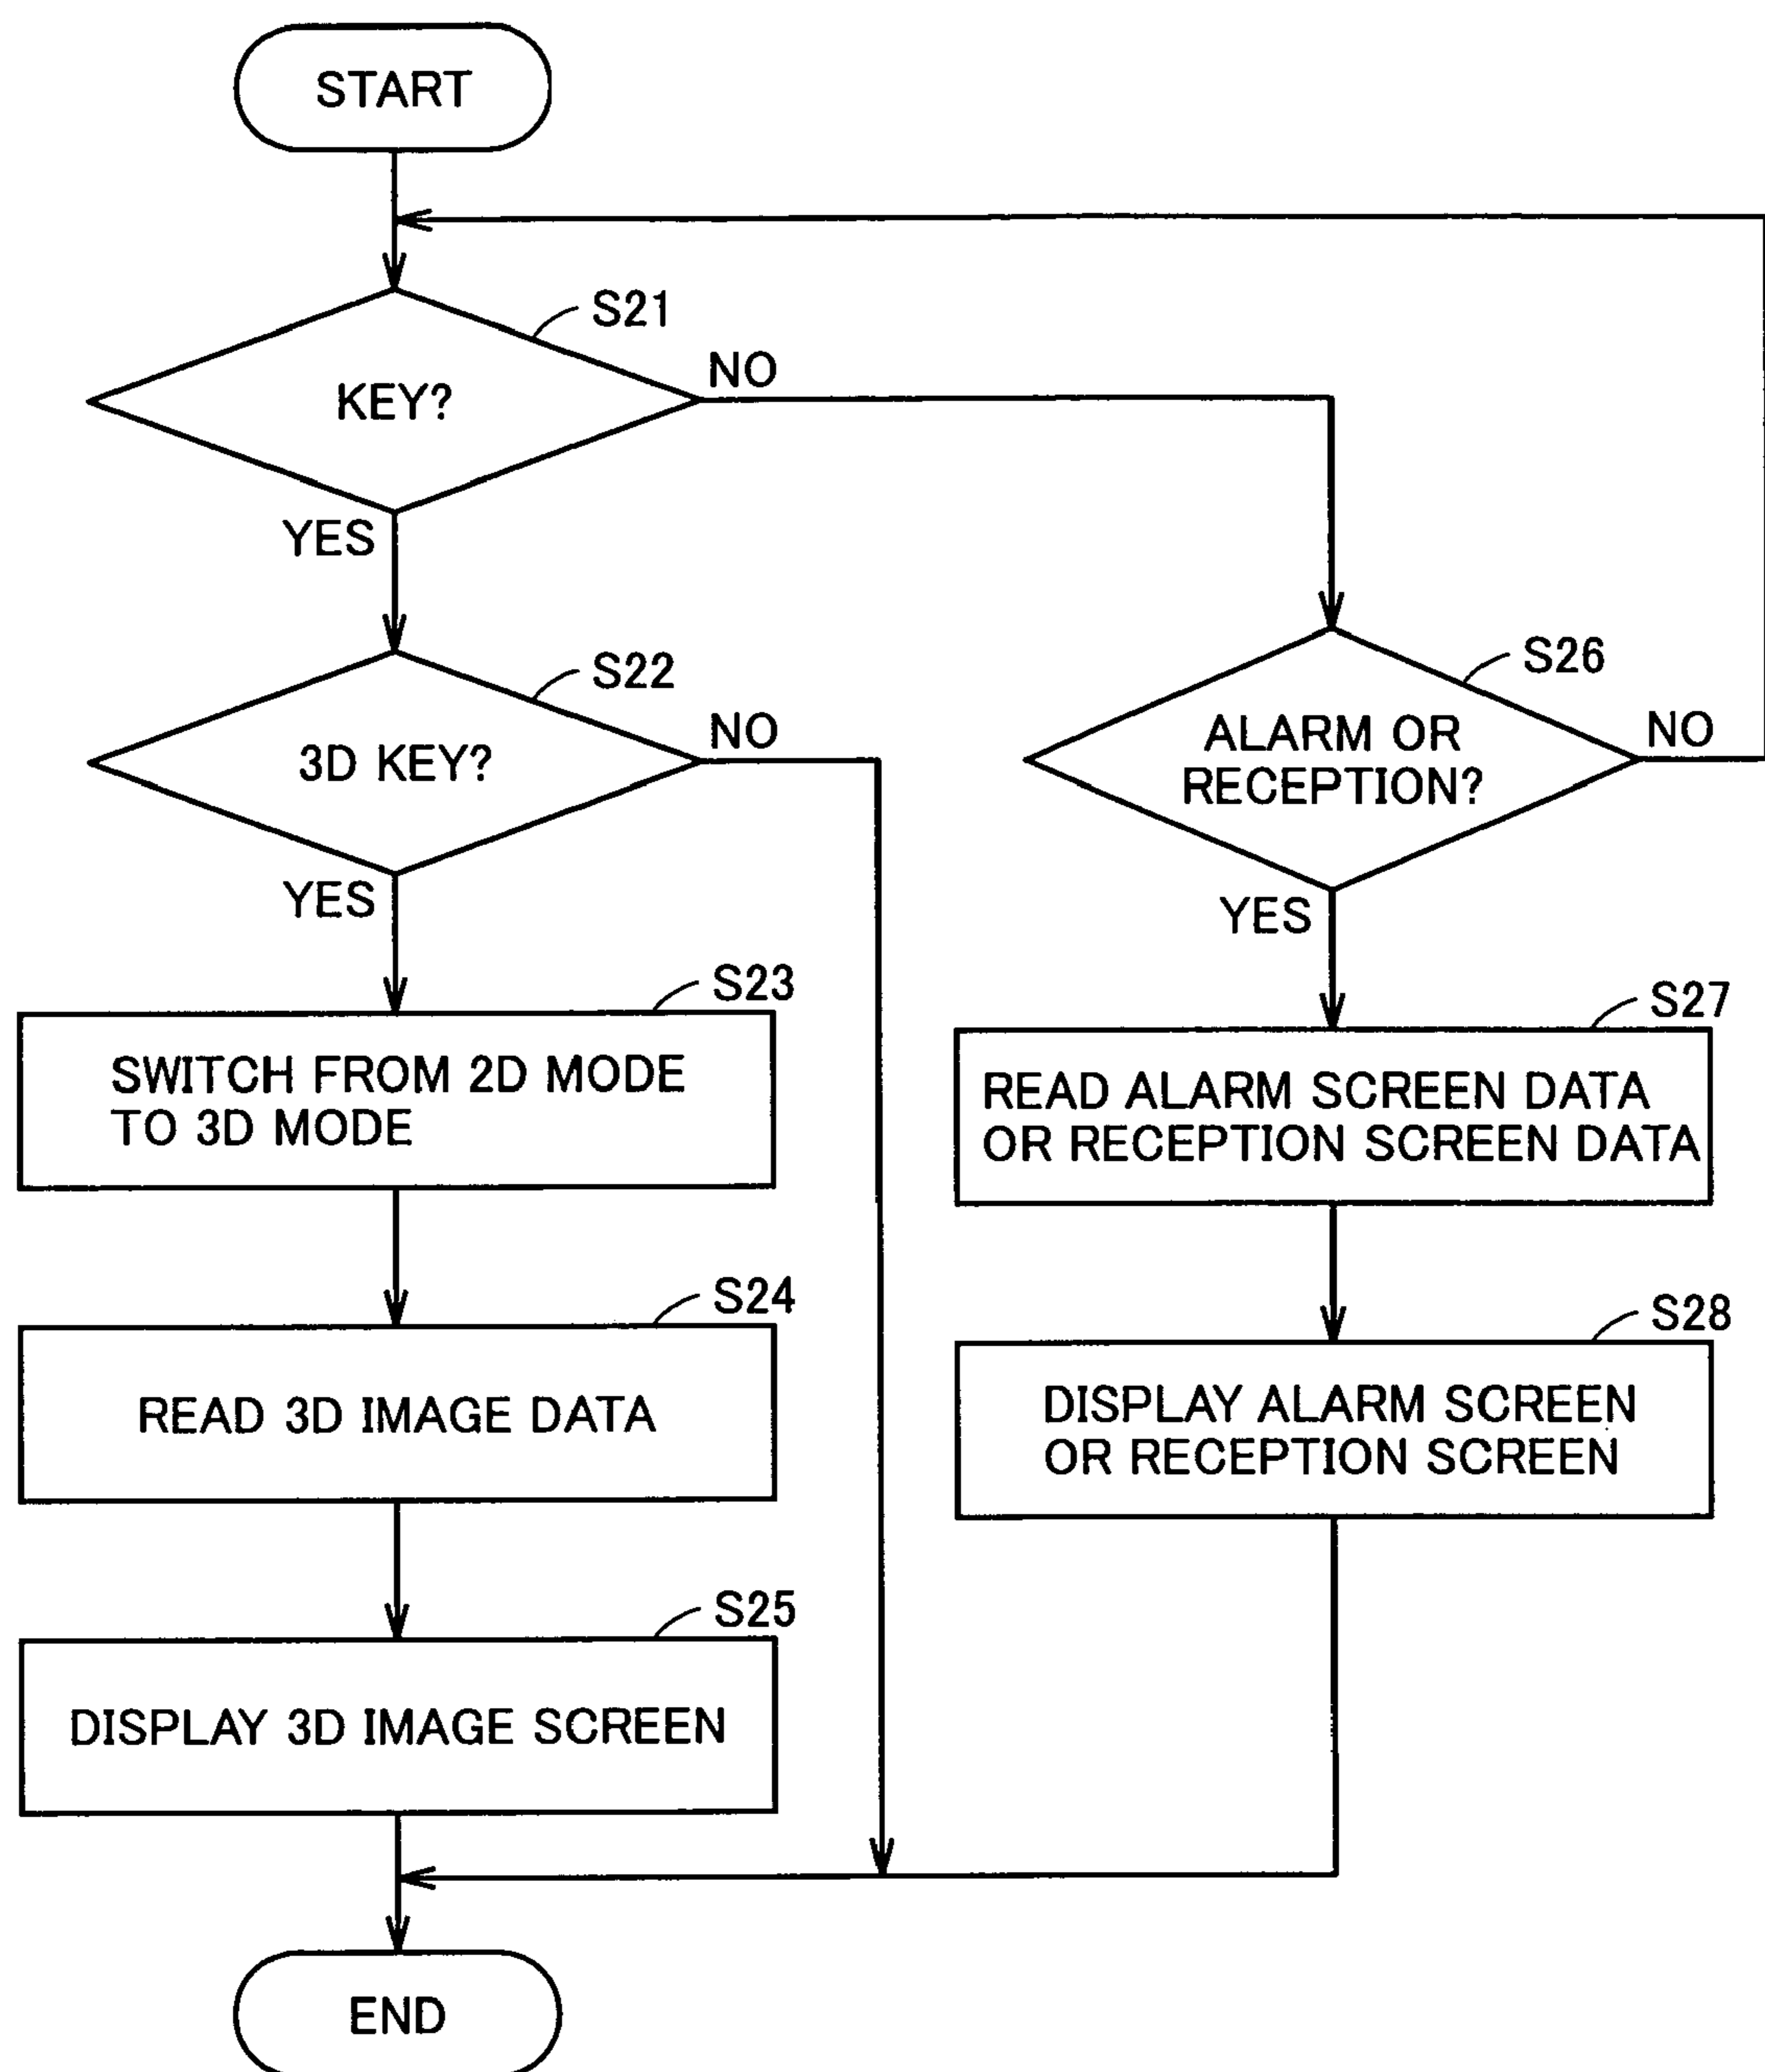 START
S21
KEY?
NO
YES
S22
3D KEY?
NO
YES
S26
ALARM OR
RECEPTION?
NO
YES
S23
SWITCH FROM 2D MODE
TO 3D MODE
S27
READ ALARM SCREEN DATA
OR RECEPTION SCREEN DATA
S24
READ 3D IMAGE DATA
S28
DISPLAY ALARM SCREEN
OR RECEPTION SCREEN
S25
DISPLAY 3D IMAGE SCREEN
END